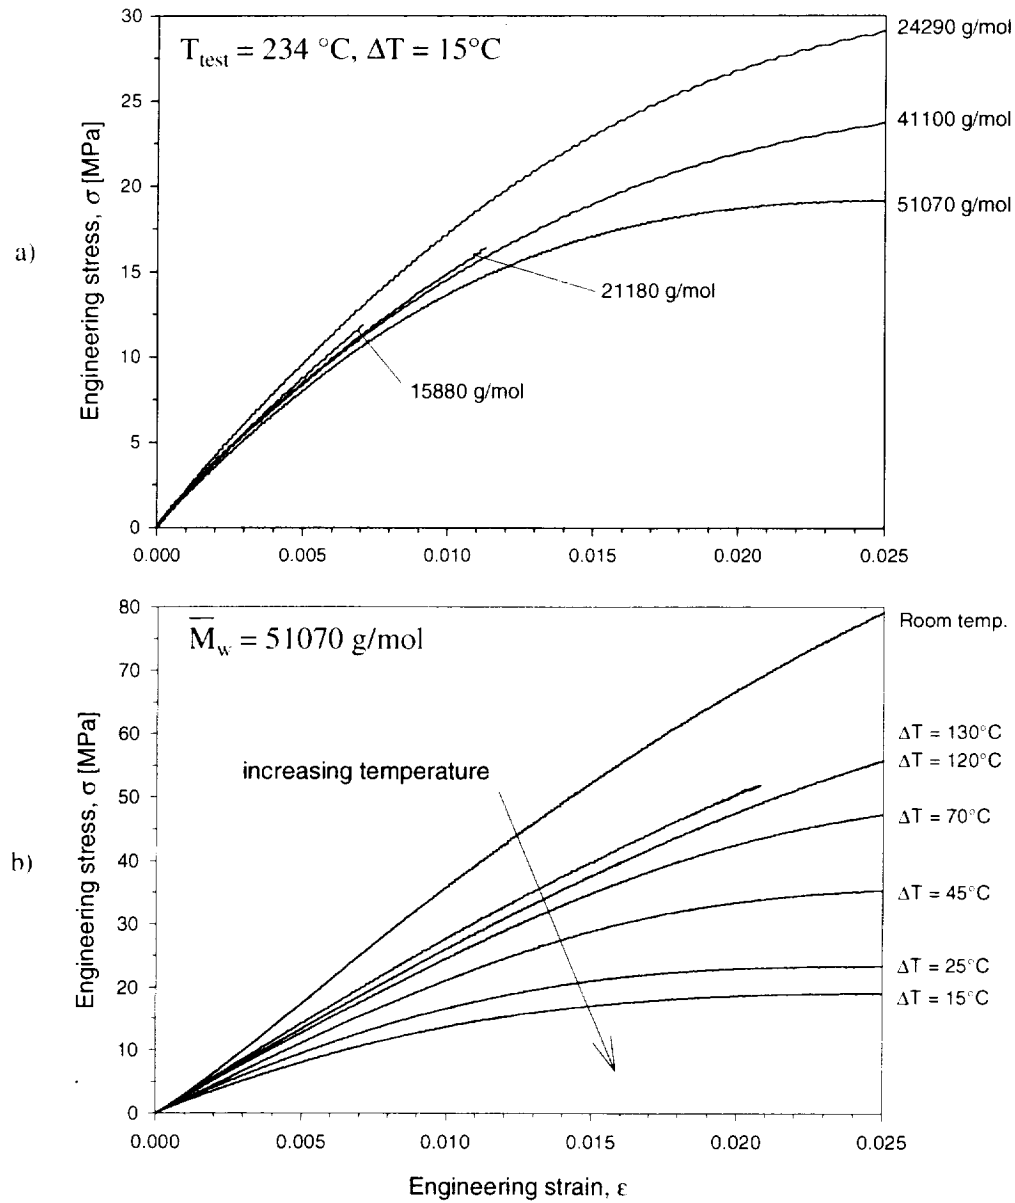 a)
Engineering stress, σ [MPa]
30
25
20
15
10
5
0
T_test = 234 °C, ΔT = 15°C
24290 g/mol
41100 g/mol
51070 g/mol
21180 g/mol
15880 g/mol
0.000 0.005 0.010 0.015 0.020 0.025
b)
Engineering stress, σ [MPa]
80
70
60
50
40
30
20
10
0
M̅_w = 51070 g/mol
increasing temperature
Room temp.
ΔT = 130°C
ΔT = 120°C
ΔT = 70°C
ΔT = 45°C
ΔT = 25°C
ΔT = 15°C
0.000 0.005 0.010 0.015 0.020 0.025
Engineering strain, ε